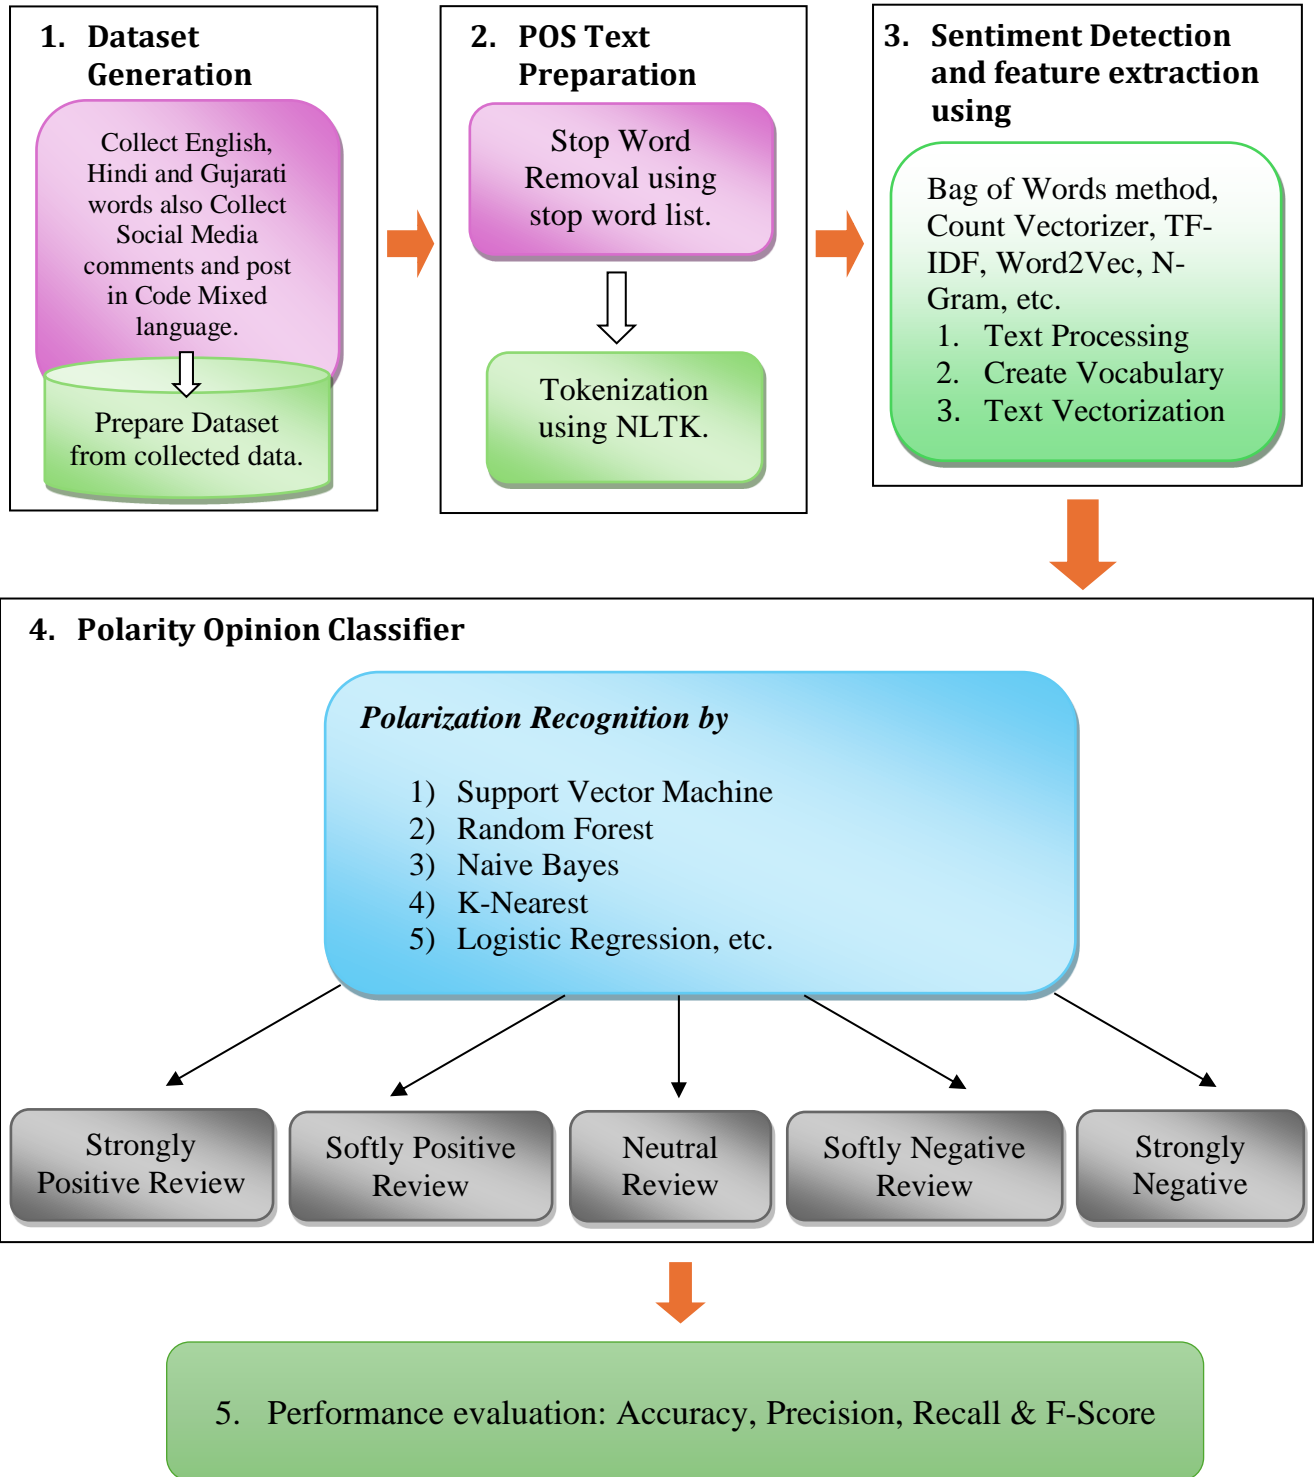 1. Dataset
Generation
Collect English,
Hindi and Gujarati
words also Collect
Social Media
comments and post
in Code Mixed
language.
Prepare Dataset
from collected data.
2. POS Text
Preparation
Stop Word
Removal using
stop word list.
Tokenization
using NLTK.
3. Sentiment Detection
and feature extraction
using
Bag of Words method,
Count Vectorizer, TF-
IDF, Word2Vec, N-
Gram, etc.
1. Text Processing
2. Create Vocabulary
3. Text Vectorization
4. Polarity Opinion Classifier
Polarization Recognition by
1) Support Vector Machine
2) Random Forest
3) Naive Bayes
4) K-Nearest
5) Logistic Regression, etc.
Strongly
Positive Review
Softly Positive
Review
Neutral
Review
Softly Negative
Review
Strongly
Negative
5. Performance evaluation: Accuracy, Precision, Recall & F-Score